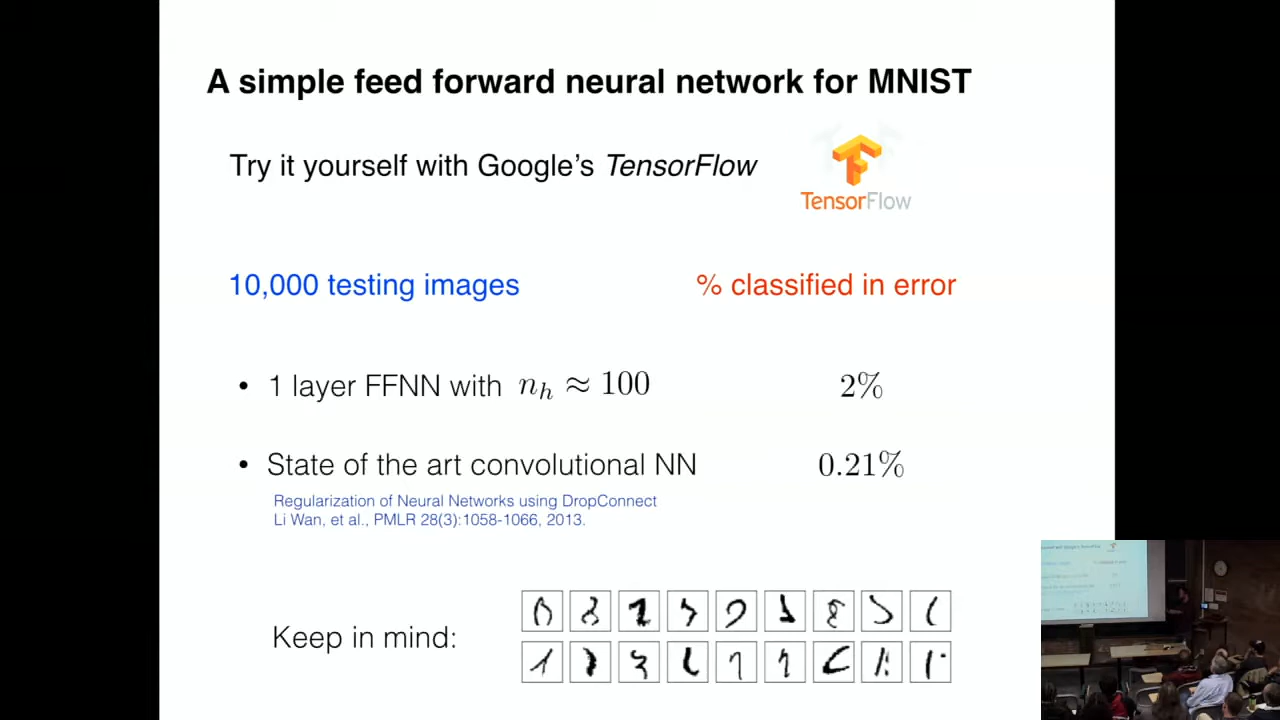 A simple feed forward neural network for MNIST
Try it yourself with Google's TensorFlow
TensorFlow
10,000 testing images
% classified in error
• 1 layer FFNN with n_h ≈ 100
2%
• State of the art convolutional NN
0.21%
Regularization of Neural Networks using DropConnect
Li Wan, et al., PMLR 28(3):1058-1066, 2013.
Keep in mind: